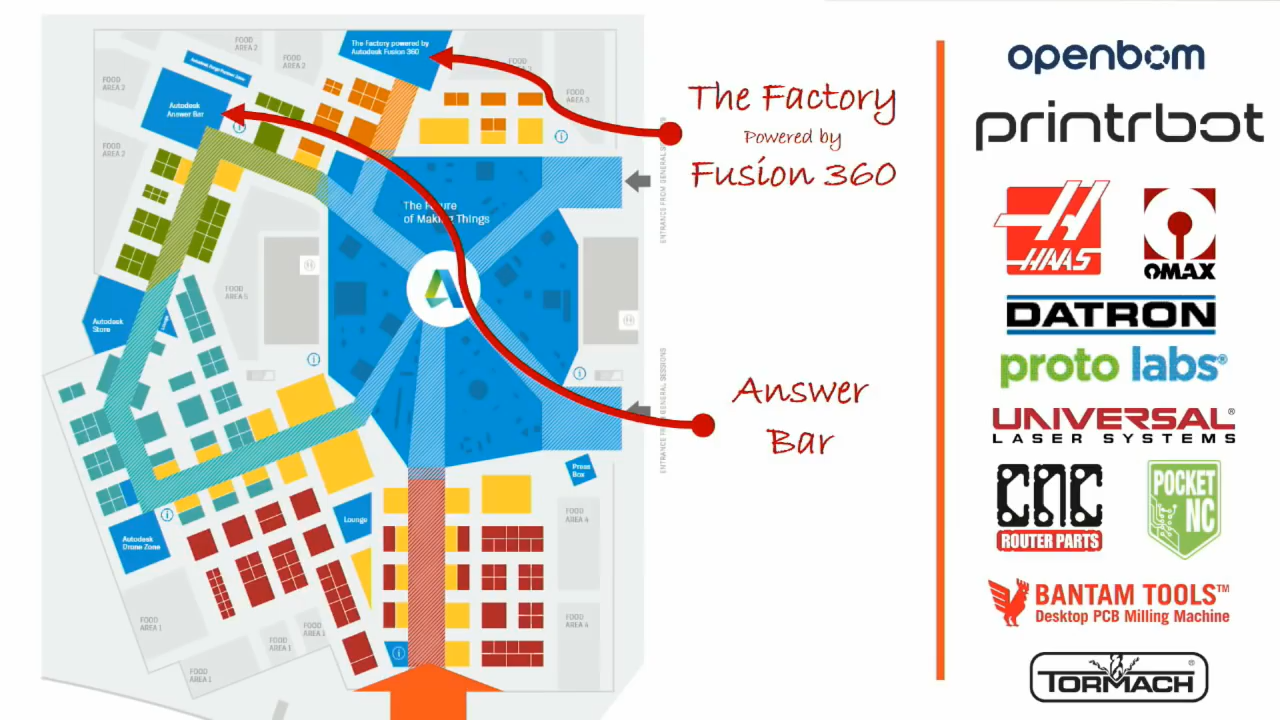 FOOD
AREA 2
The Factory powered by
Autodesk Fusion 360
FOOD
AREA 2
FOOD
AREA 2
Autodesk
Answer Bar
FOOD
AREA 3
FOOD
AREA 2
The Future
of Making Things
ENTRANCE FROM GENERAL SESSIONS
FOOD
AREA 5
Autodesk
Store
Lounge
ENTRANCE FROM GENERAL SESSIONS
Press
Box
Lounge
FOOD
AREA 4
Autodesk
Drone Zone
FOOD
AREA 1
FOOD
AREA 1
FOOD
AREA 1
FOOD
AREA 4
FOOD
AREA 1
The Factory
Powered by
Fusion 360
Answer
Bar
openbom
printrbot
HAAS
OMAX
DATRON
proto labs®
UNIVERSAL®
LASER SYSTEMS
CNC
ROUTER PARTS
POCKET
NC
BANTAM TOOLS™
Desktop PCB Milling Machine
TORMACH®